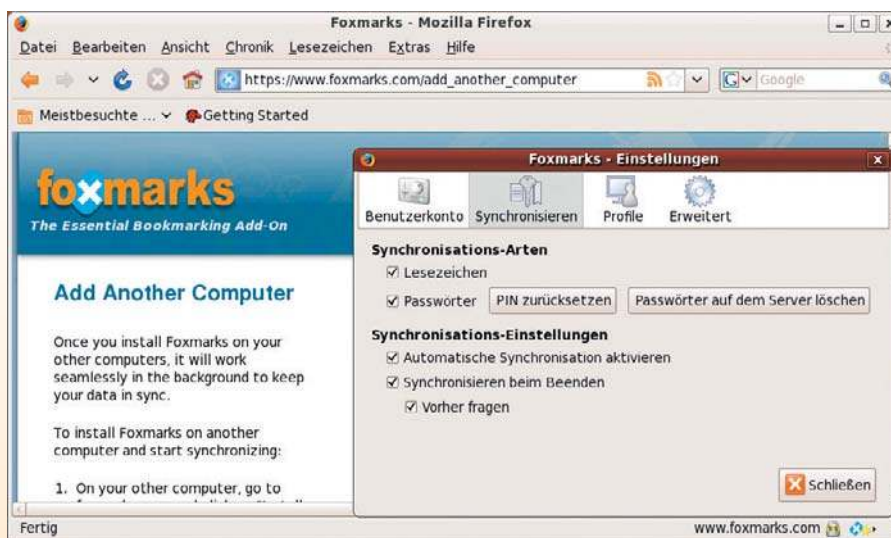 Foxmarks - Mozilla Firefox
Datei Bearbeiten Ansicht Chronik Lesezeichen Extras Hilfe
https://www.foxmarks.com/add_another_computer
Google
Meistbesuchte ...
Getting Started
foxmarks
The Essential Bookmarking Add-On
Add Another Computer
Once you install Foxmarks on your
other computers, it will work
seamlessly in the background to keep
your data in sync.
To install Foxmarks on another
computer and start synchronizing:
1. On your other computer, go to
Foxmarks - Einstellungen
Benutzerkonto Synchronisieren Profile Erweitert
Synchronisations-Arten
Lesezeichen
Passwörter PIN zurücksetzen Passwörter auf dem Server löschen
Synchronisations-Einstellungen
Automatische Synchronisation aktivieren
Synchronisieren beim Beenden
Vorher fragen
Schließen
Fertig
www.foxmarks.com